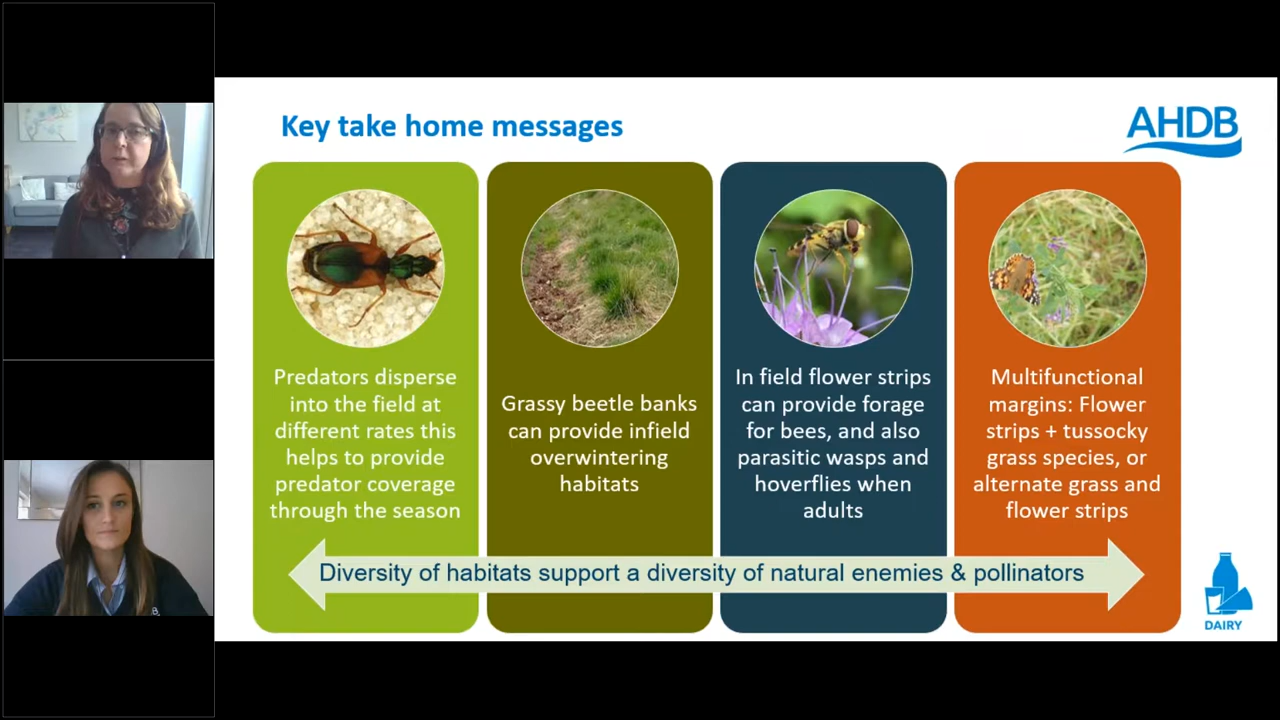 Key take home messages
AHDB
Predators disperse
into the field at
different rates this
helps to provide
predator coverage
through the season
Grassy beetle banks
can provide infield
overwintering
habitats
In field flower strips
can provide forage
for bees, and also
parasitic wasps and
hoverflies when
adults
Multifunctional
margins: Flower
strips + tussocky
grass species, or
alternate grass and
flower strips
Diversity of habitats support a diversity of natural enemies & pollinators
DAIRY